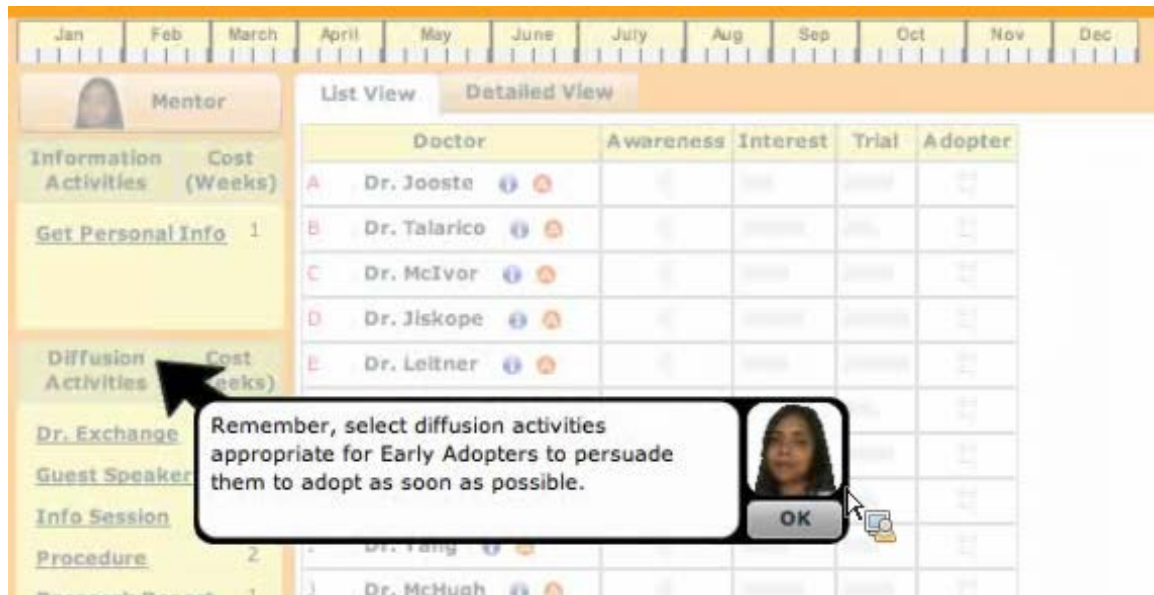 Jan Feb March April May June July Aug Sep Oct Nov Dec
Mentor
List View Detailed View
Information Activities Cost (Weeks)
Get Personal Info 1
Diffusion Activities Cost
Dr. Exchange
Guest Speaker
Info Session
Procedure 2
Doctor Awareness Interest Trial Adopter
A Dr. Jooste
B Dr. Talarico
C Dr. McIvor
D Dr. Jiskope
E Dr. Leitner
Dr. Yang
J Dr. McHugh
Remember, select diffusion activities
appropriate for Early Adopters to persuade
them to adopt as soon as possible.
OK